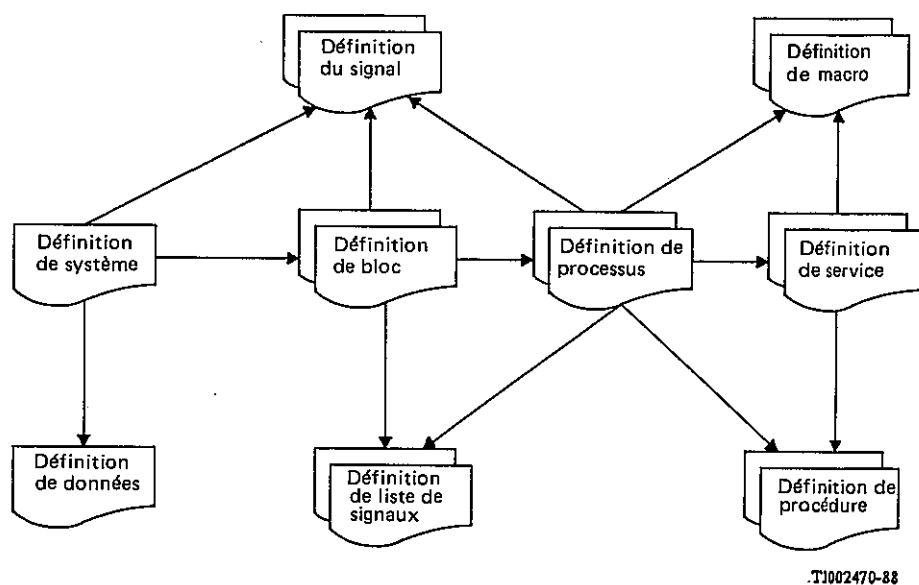 Définition
du signal
Définition
de macro
Définition
de système
Définition
de bloc
Définition de
processus
Définition
de service
Définition
de données
Définition
de liste de
signaux
Définition de
procédure
.T1002470-88